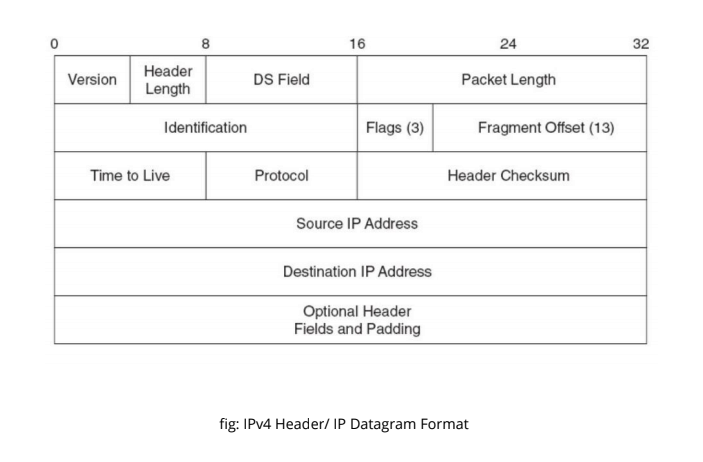 0 8 16 24 32
Version Header Length DS Field Packet Length
Identification Flags (3) Fragment Offset (13)
Time to Live Protocol Header Checksum
Source IP Address
Destination IP Address
Optional Header
Fields and Padding
fig: IPv4 Header/ IP Datagram Format